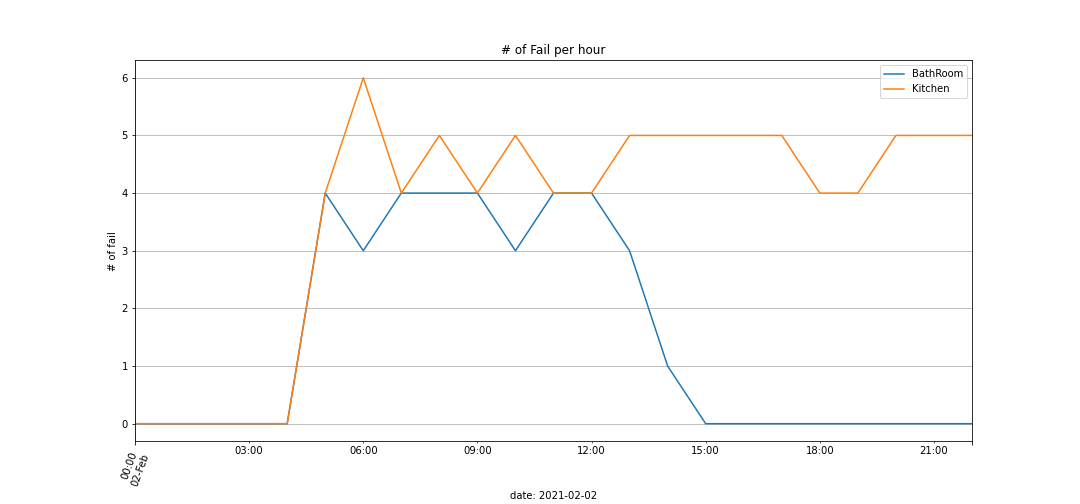 # of Fail per hour
BathRoom
Kitchen
6
5
4
3
2
1
0
# of fail
00:00
02-Feb
03:00
06:00
09:00
12:00
15:00
18:00
21:00
date: 2021-02-02